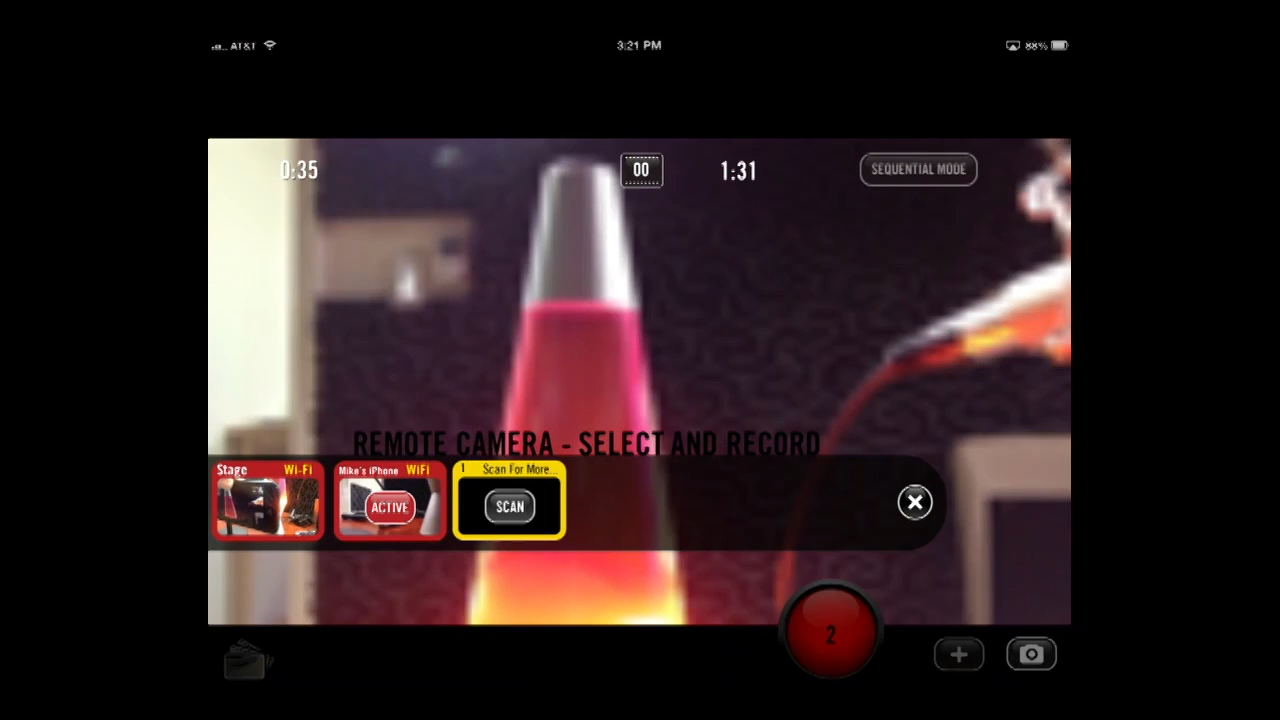 AT&T
3:21 PM
88%
0:35
00
1:31
SEQUENTIAL MODE
REMOTE CAMERA - SELECT AND RECORD
Stage Wi-Fi
Mike's iPhone WiFi
1 Scan For More...
ACTIVE
SCAN
2